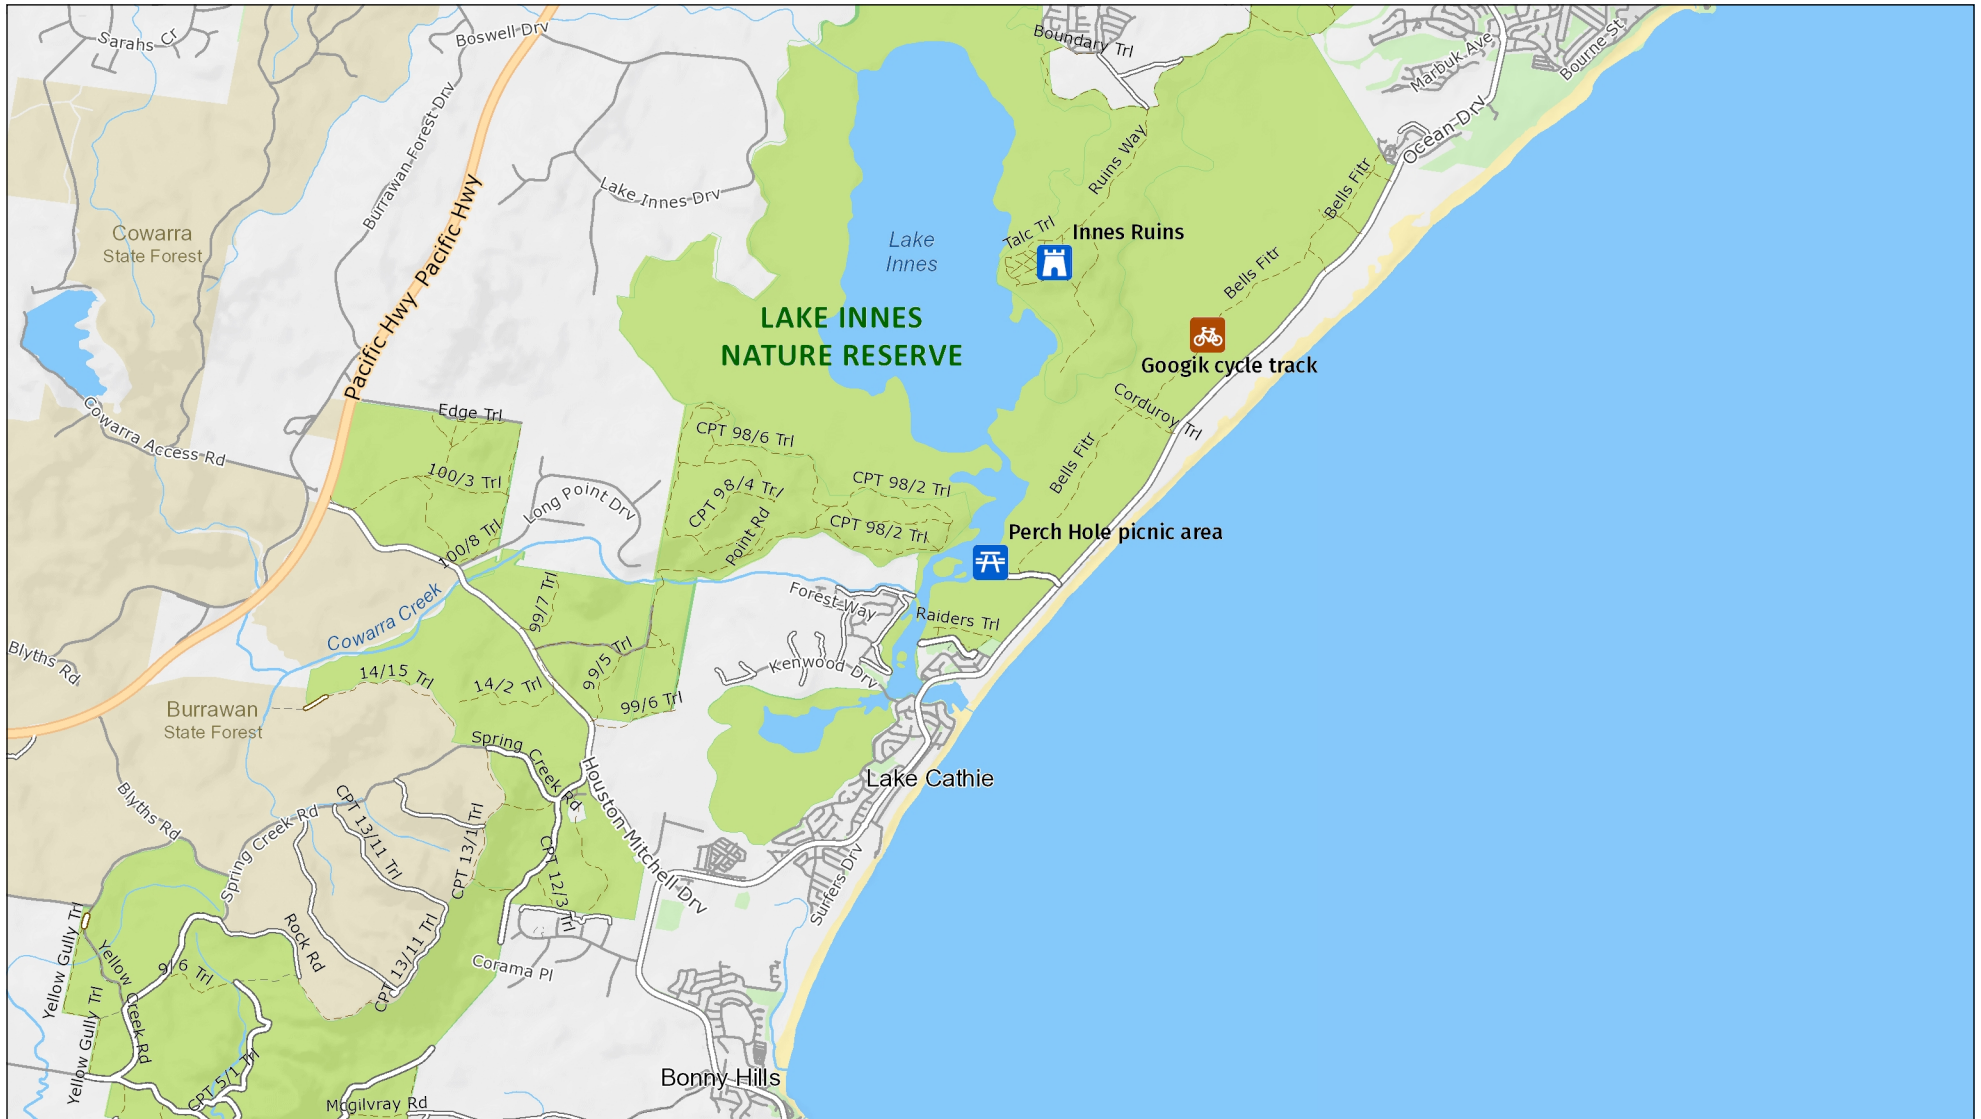 Sarahs Cr
Boswell Drv
Boundary Trl
Marbuk Ave
Bourne St
Ocean Drv
Burrawan Forest Drv
Pacific Hwy
Pacific Hwy
Lake Innes Drv
Ruins Way
Bells Fitr
Talc Trl
Innes Ruins
Cowarra
State Forest
Lake
Innes
Bells Fitr
LAKE INNES
NATURE RESERVE
Googik cycle track
Corduroy Trl
Edge Trl
Cowarra Access Rd
CPT 98/6 Trl
Bells Fitr
100/3 Trl
CPT 98/4 Trl
CPT 98/2 Trl
Long Point Drv
Point Rd
CPT 98/2 Trl
Perch Hole picnic area
100/8 Trl
Cowarra Creek
99/7 Trl
Forest Way
Raiders Trl
Blyths Rd
14/15 Trl
14/2 Trl
99/5 Trl
Kenwood Drv
99/6 Trl
Burrawan
State Forest
Spring Creek Rd
Houston Mitchell Drv
Lake Cathie
Blyths Rd
Spring Creek Rd
CPT 13/11 Trl
CPT 13/1 Trl
CPT 12/3 Trl
Surfers Drv
Yellow Gully Trl
Yellow Creek Rd
9/6 Trl
Rock Rd
CPT 13/11 Trl
Corama Pl
Yellow Gully Trl
CPT 5/1 Trl
Bonny Hills
Mcgilvray Rd